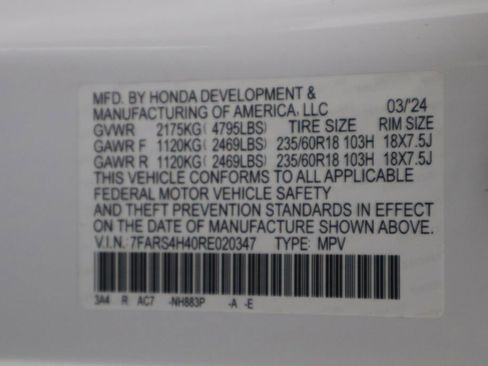 MFD. BY HONDA DEVELOPMENT &
MANUFACTURING OF AMERICA, LLC 03/'24
GVWR 2175KG( 4795LBS) TIRE SIZE RIM SIZE
GAWR F 1120KG( 2469LBS) 235/60R18 103H 18X7.5J
GAWR R 1120KG( 2469LBS) 235/60R18 103H 18X7.5J
THIS VEHICLE CONFORMS TO ALL APPLICABLE
FEDERAL MOTOR VEHICLE SAFETY
AND THEFT PREVENTION STANDARDS IN EFFECT
ON THE DATE OF MANUFACTURE SHOWN ABOVE.
V.I.N. 7FARS4H40RE020347 TYPE: MPV
3A4 R AC7 -NH883P -A -E